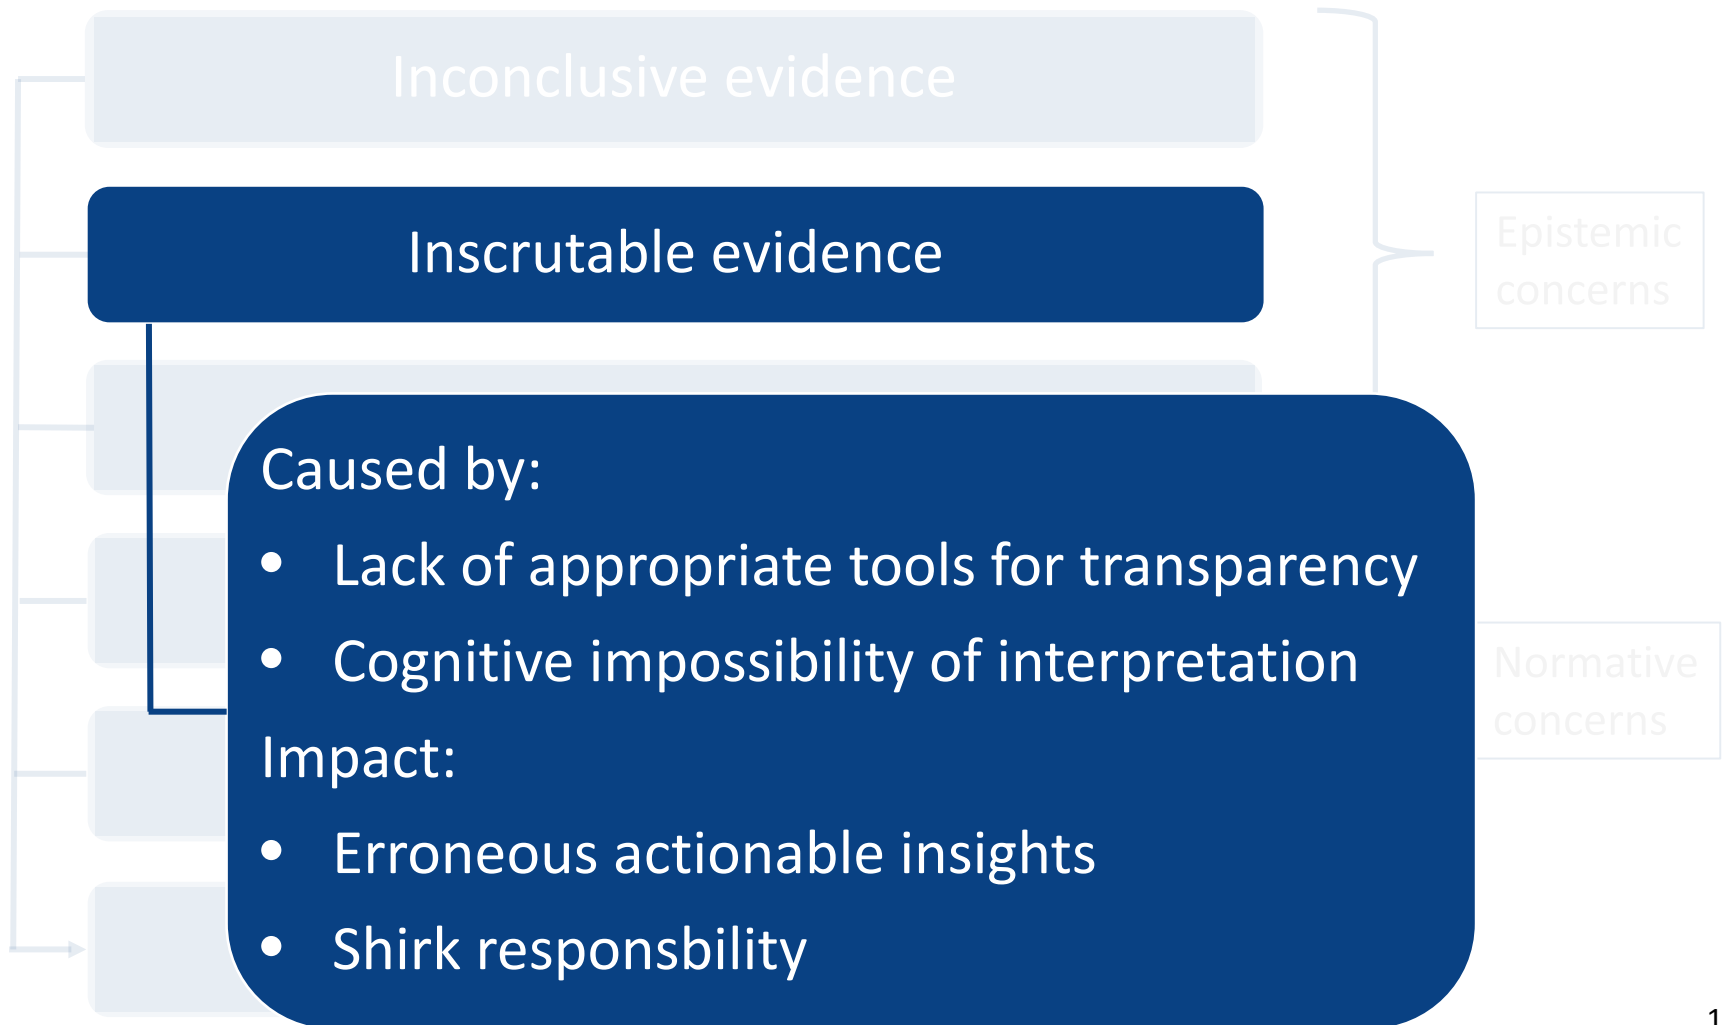 Inconclusive evidence
Inscrutable evidence
Epistemic
concerns
Caused by:
• Lack of appropriate tools for transparency
• Cognitive impossibility of interpretation
Impact:
• Erroneous actionable insights
• Shirk responsbility
Normative
concerns
1